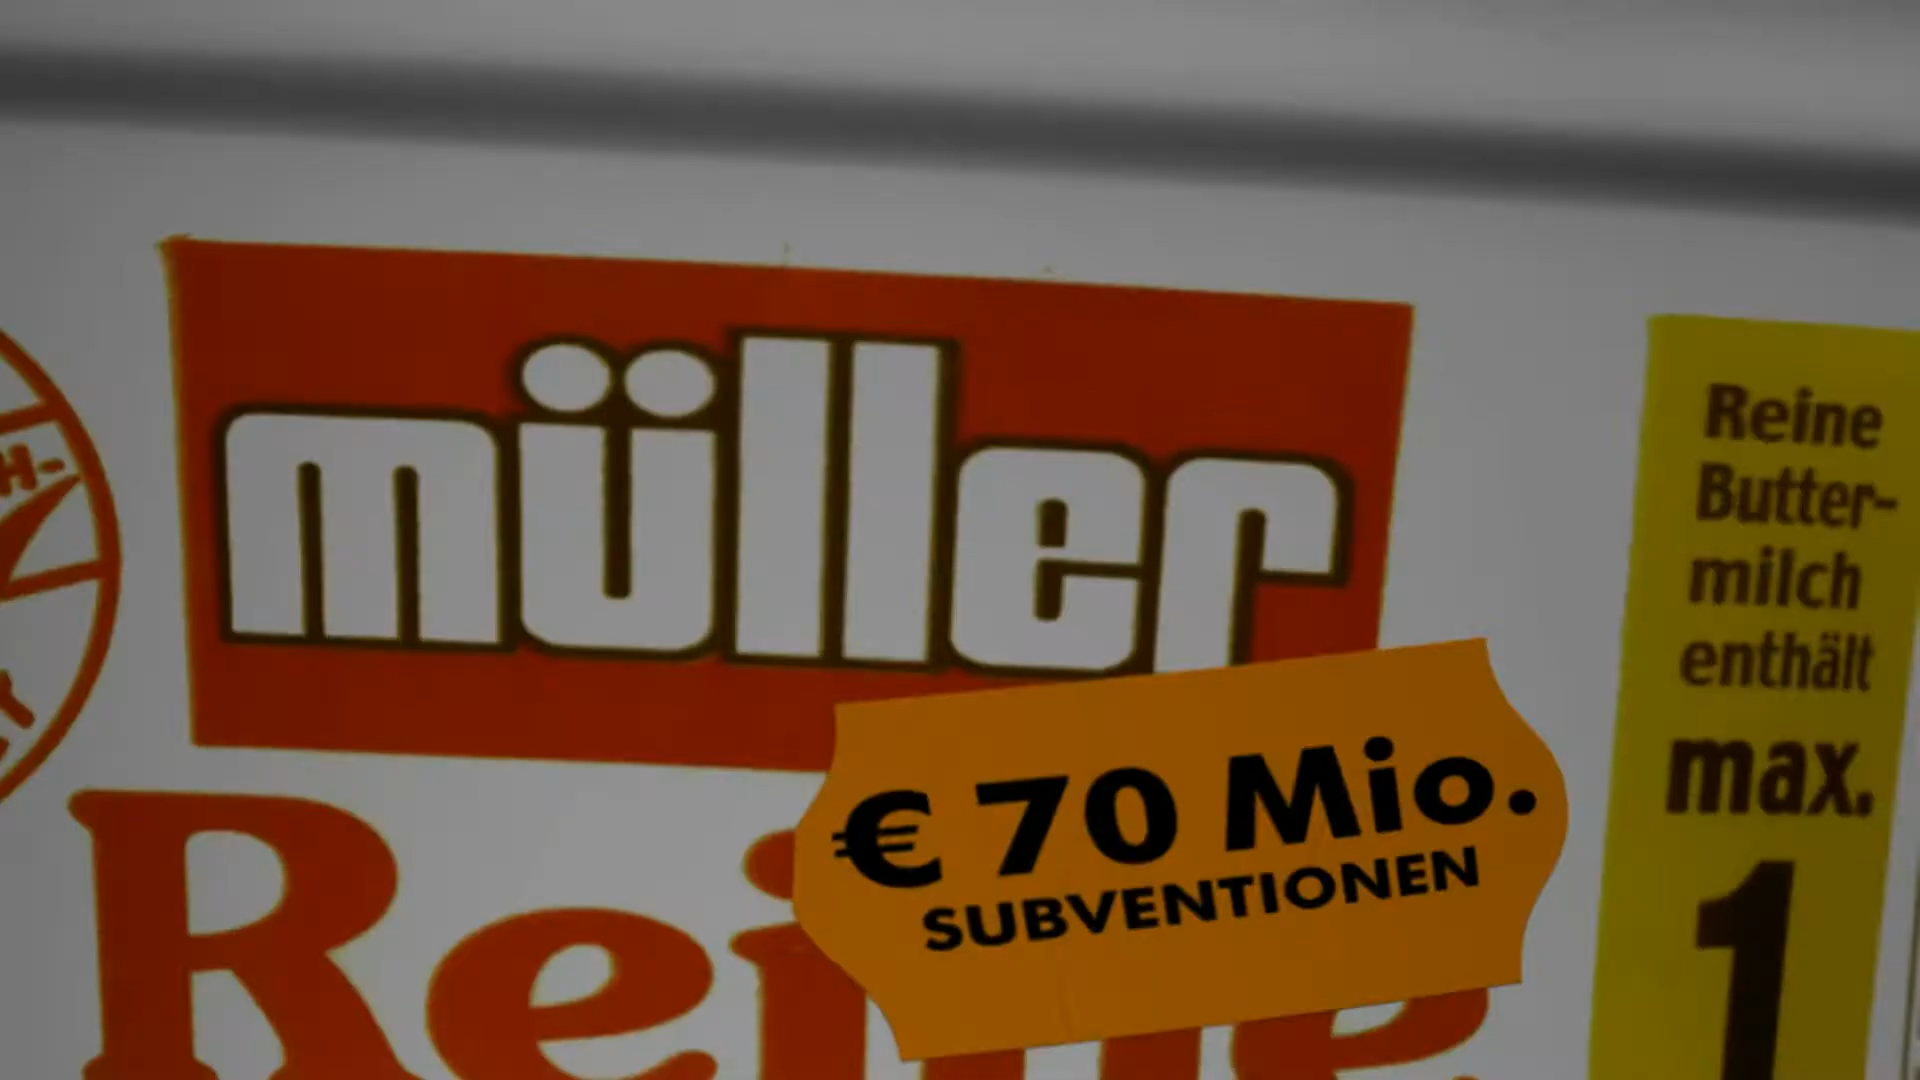 müller
Reine
€ 70 Mio.
SUBVENTIONEN
Reine
Butter-
milch
enthält
max.
1